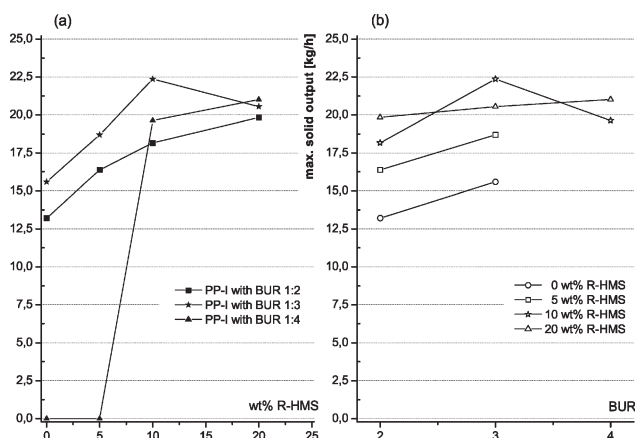 (a)
25,0
22,5
20,0
17,5
15,0
12,5
10,0
7,5
5,0
2,5
0,0
PP-I with BUR 1:2
PP-I with BUR 1:3
PP-I with BUR 1:4
wt% R-HMS
0 5 10 15 20 25
(b)
max. solid output [kg/h]
25,0
22,5
20,0
17,5
15,0
12,5
10,0
7,5
5,0
2,5
0,0
0 wt% R-HMS
5 wt% R-HMS
10 wt% R-HMS
20 wt% R-HMS
BUR
2 3 4